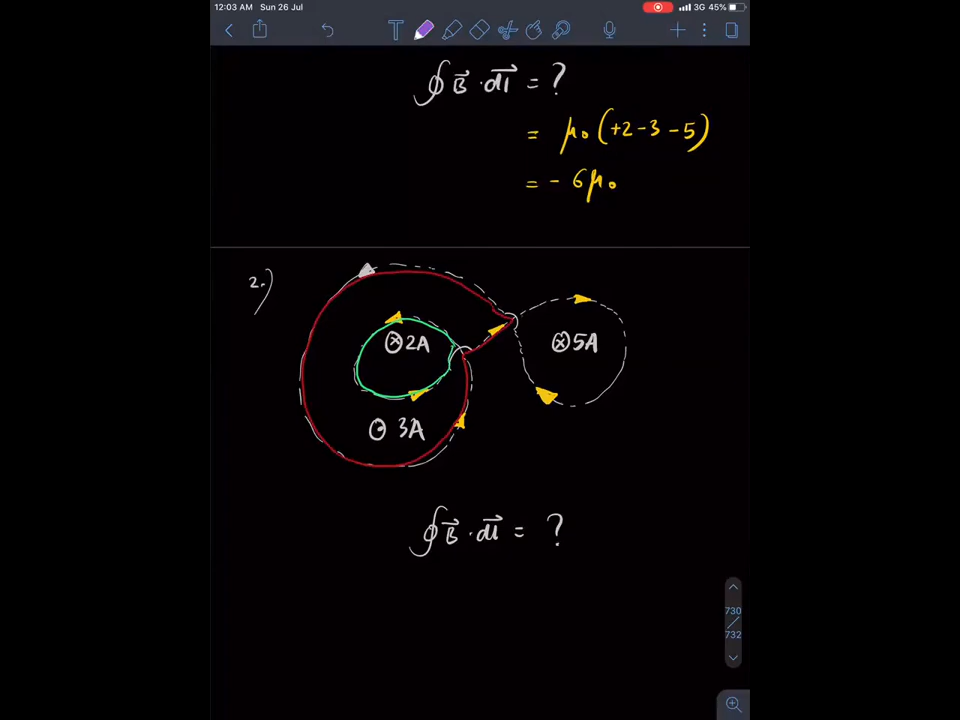 12:03 AM Sun 26 Jul
3G 45%
T
∮ B⃗ · dl⃗ = ?
= μ₀ (+2 -3 -5)
= - 6μ₀
2.)
⊗2A
⊗5A
⊙ 3A
∮ B⃗ · dl⃗ = ?
730
732